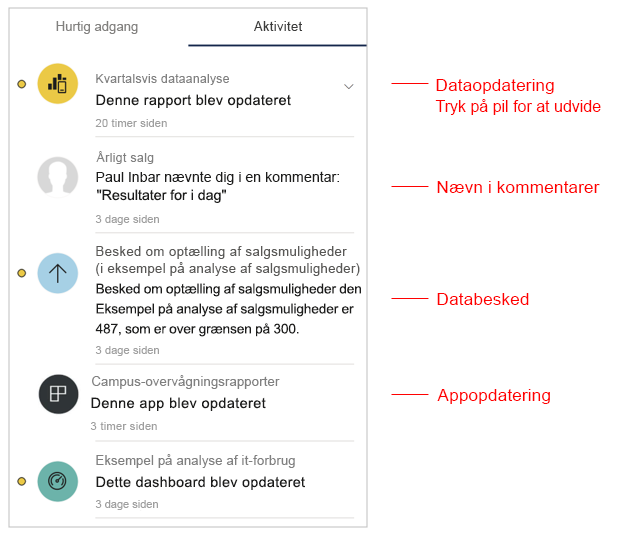 Hurtig adgang
Aktivitet
Kvartalsvis dataanalyse
Denne rapport blev opdateret
20 timer siden
Dataopdatering
Tryk på pil for at udvide
Årligt salg
Paul Inbar nævnte dig i en kommentar:
"Resultater for i dag"
3 dage siden
Nævn i kommentarer
Besked om optælling af salgsmuligheder
(i eksempel på analyse af salgsmuligheder)
Besked om optælling af salgsmuligheder den
Eksempel på analyse af salgsmuligheder er
487, som er over grænsen på 300.
3 dage siden
Databesked
Campus-overvågningsrapporter
Denne app blev opdateret
3 timer siden
Appopdatering
Eksempel på analyse af it-forbrug
Dette dashboard blev opdateret
3 dage siden